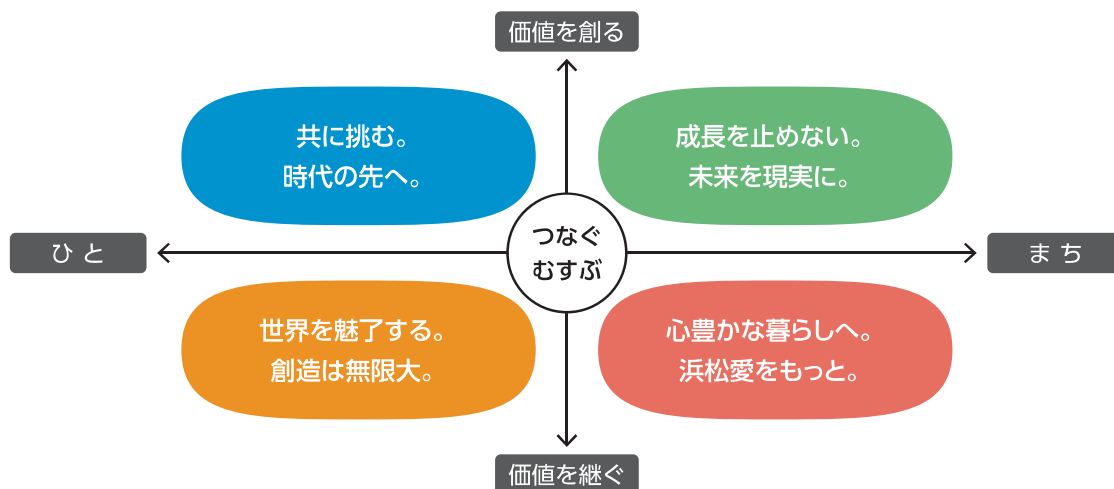 価値を創る
共に挑む。
時代の先へ。
成長を止めない。
未来を現実に。
ひと
つなぐ
むすぶ
まち
世界を魅了する。
創造は無限大。
心豊かな暮らしへ。
浜松愛をもっと。
価値を継ぐ